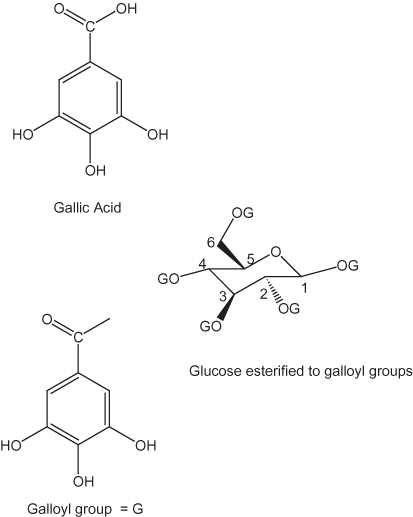 O OH
C
HO OH
OH
Gallic Acid
OG
6
5 O
4 OG
GO 1
3 2
OG
GO
Glucose esterified to galloyl groups
O
C
HO OH
OH
Galloyl group = G